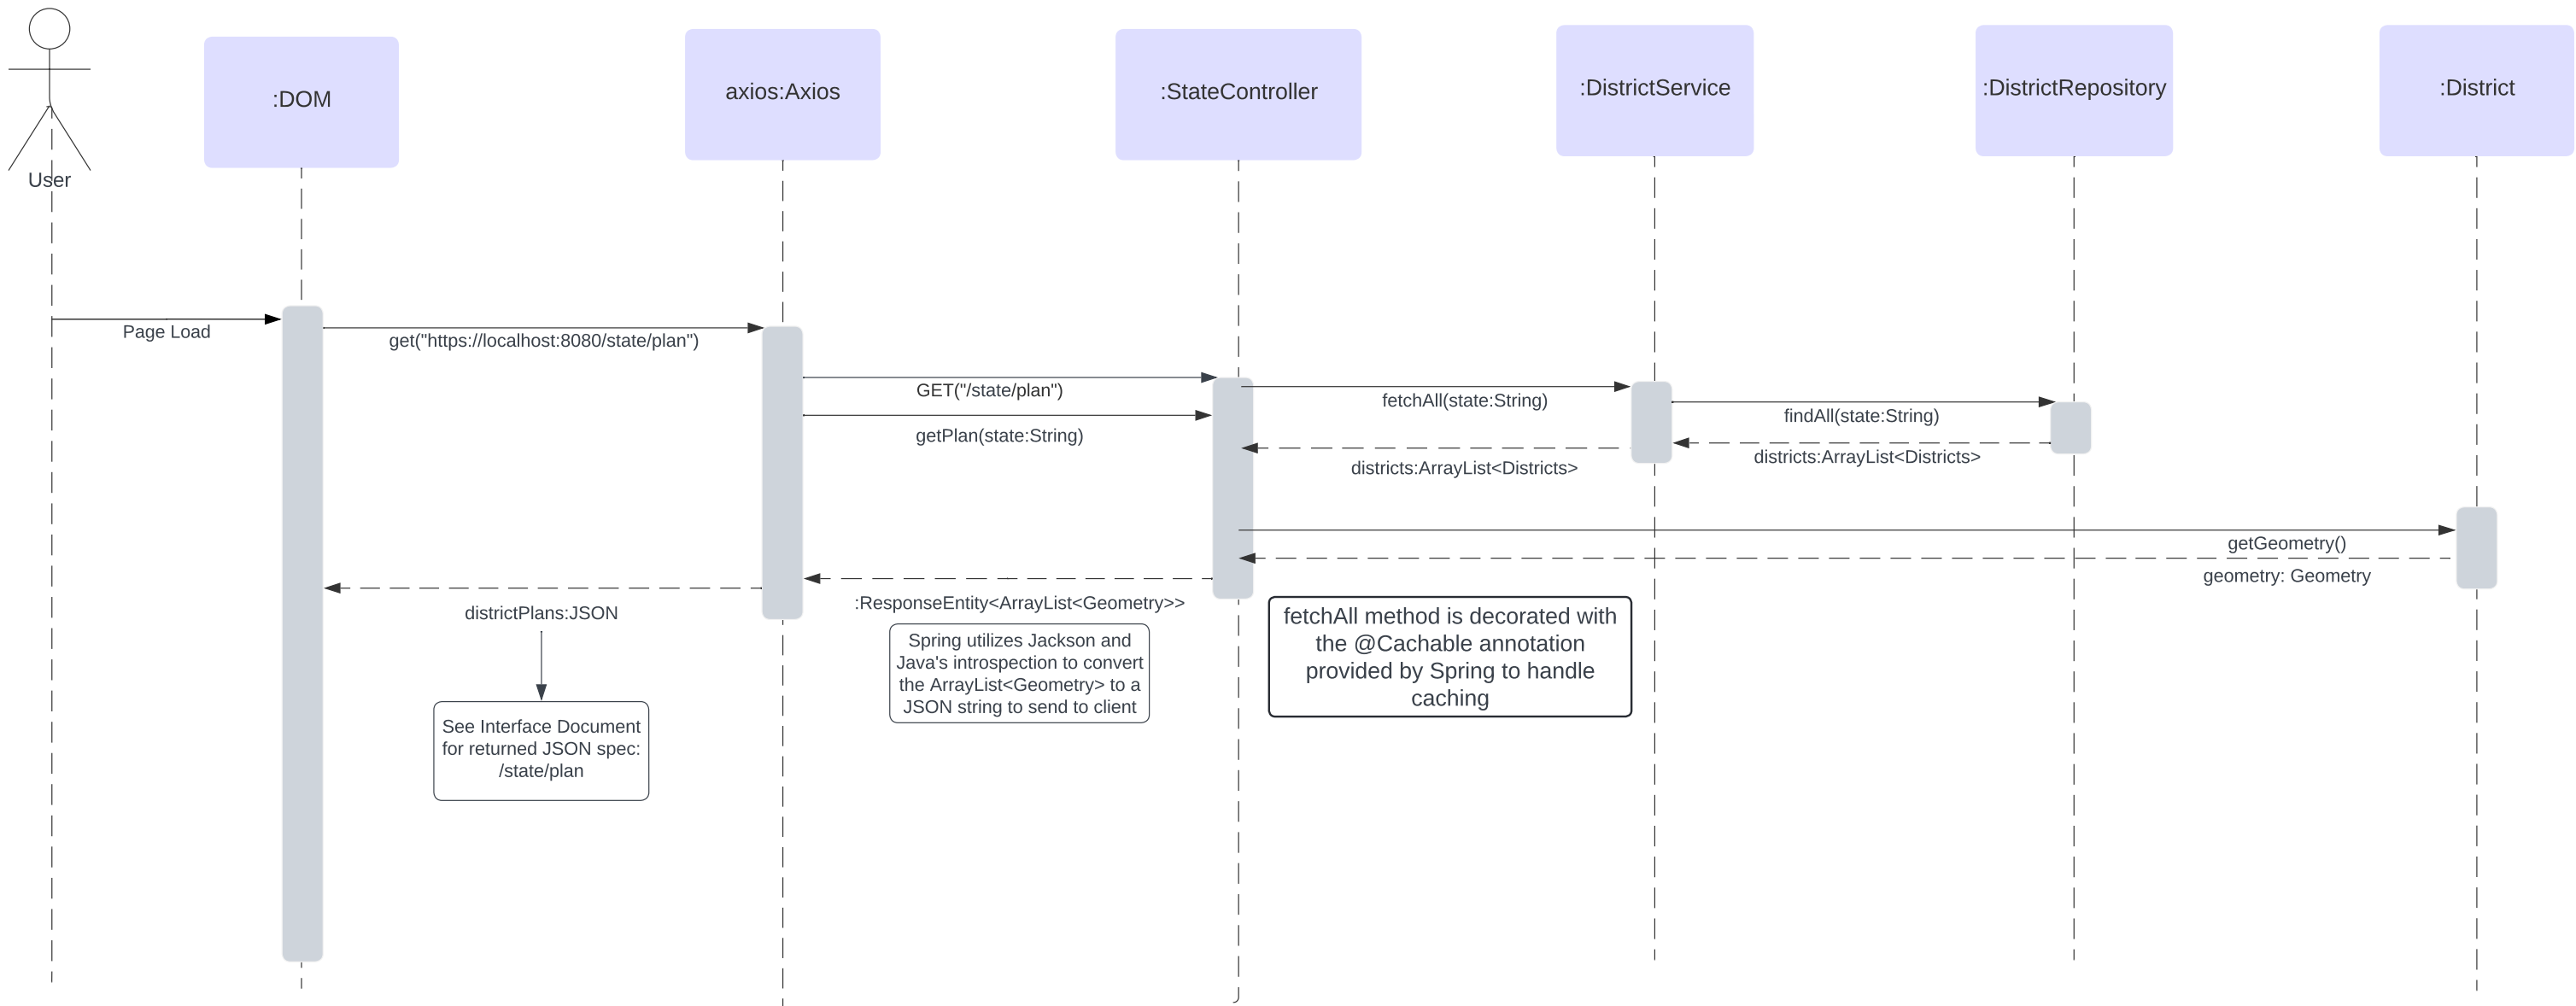 User
:DOM
axios:Axios
:StateController
:DistrictService
:DistrictRepository
:District
Page Load
get("https://localhost:8080/state/plan")
GET("/state/plan")
getPlan(state:String)
fetchAll(state:String)
findAll(state:String)
districts:ArrayList<Districts>
districts:ArrayList<Districts>
getGeometry()
geometry: Geometry
:ResponseEntity<ArrayList<Geometry>>
districtPlans:JSON
Spring utilizes Jackson and
Java's introspection to convert
the ArrayList<Geometry> to a
JSON string to send to client
fetchAll method is decorated with
the @Cachable annotation
provided by Spring to handle
caching
See Interface Document
for returned JSON spec:
/state/plan